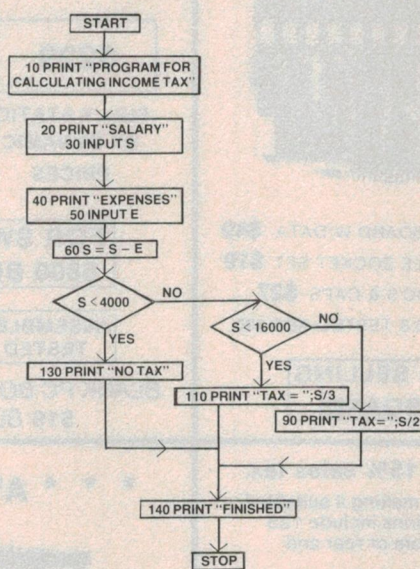 START
10 PRINT “PROGRAM FOR
CALCULATING INCOME TAX”
20 PRINT “SALARY”
30 INPUT S
40 PRINT “EXPENSES”
50 INPUT E
60 S = S – E
S <4000
NO
YES
S<16000
NO
YES
130 PRINT “NO TAX”
110 PRINT “TAX = ”;S/3
90 PRINT “TAX=”;S/2
140 PRINT “FINISHED”
STOP